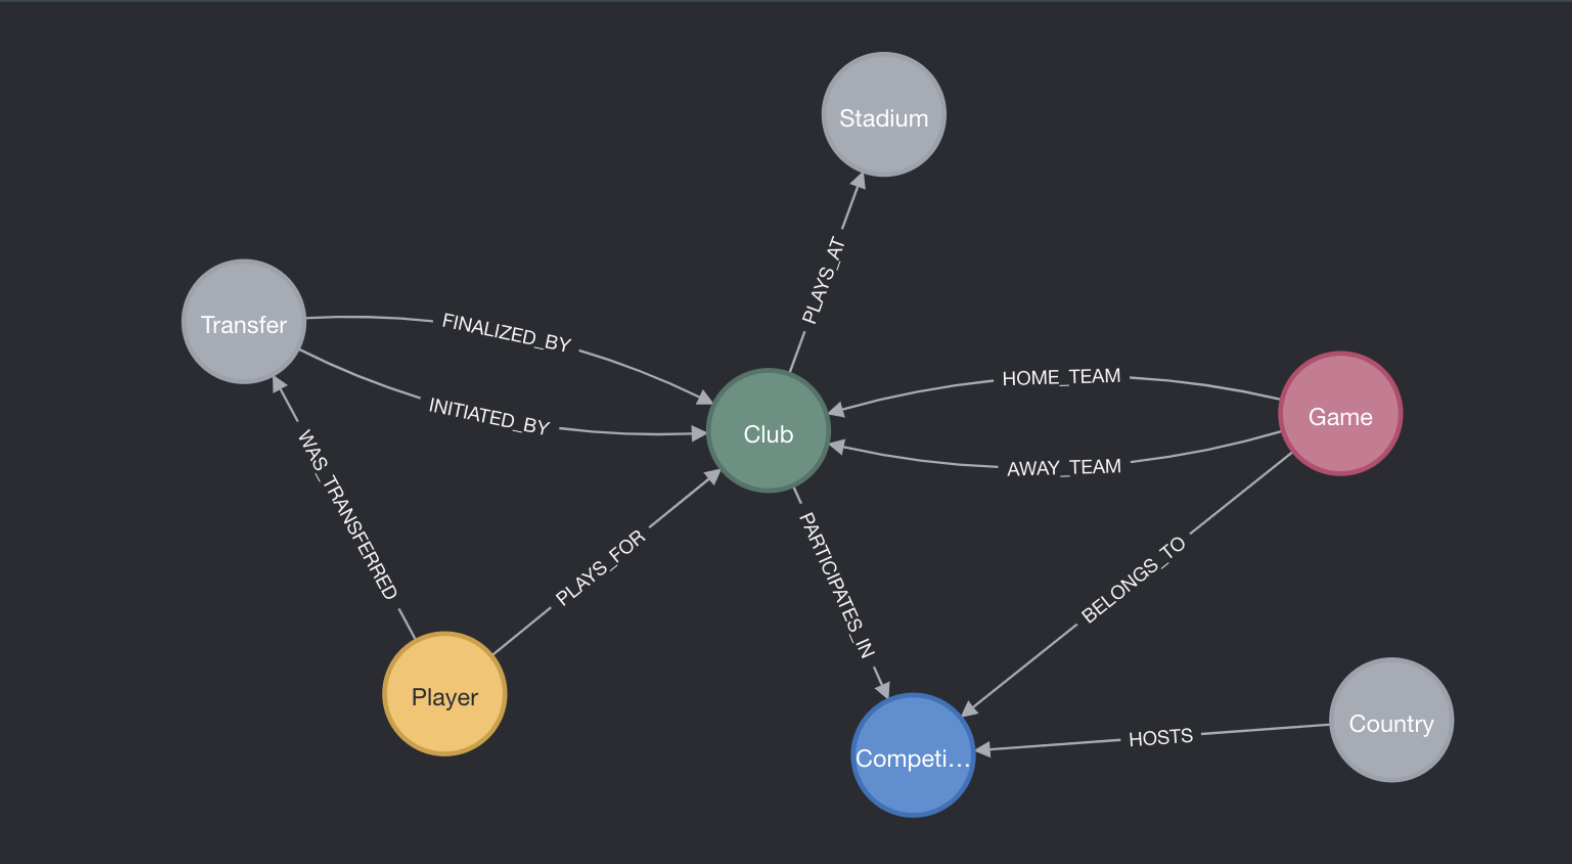 Stadium
PLAYS_AT
Transfer
FINALIZED_BY
INITIATED_BY
HOME_TEAM
Game
Club
AWAY_TEAM
WAS_TRANSFERRED
PLAYS_FOR
PARTICIPATES_IN
BELONGS_TO
Player
Competi...
HOSTS
Country